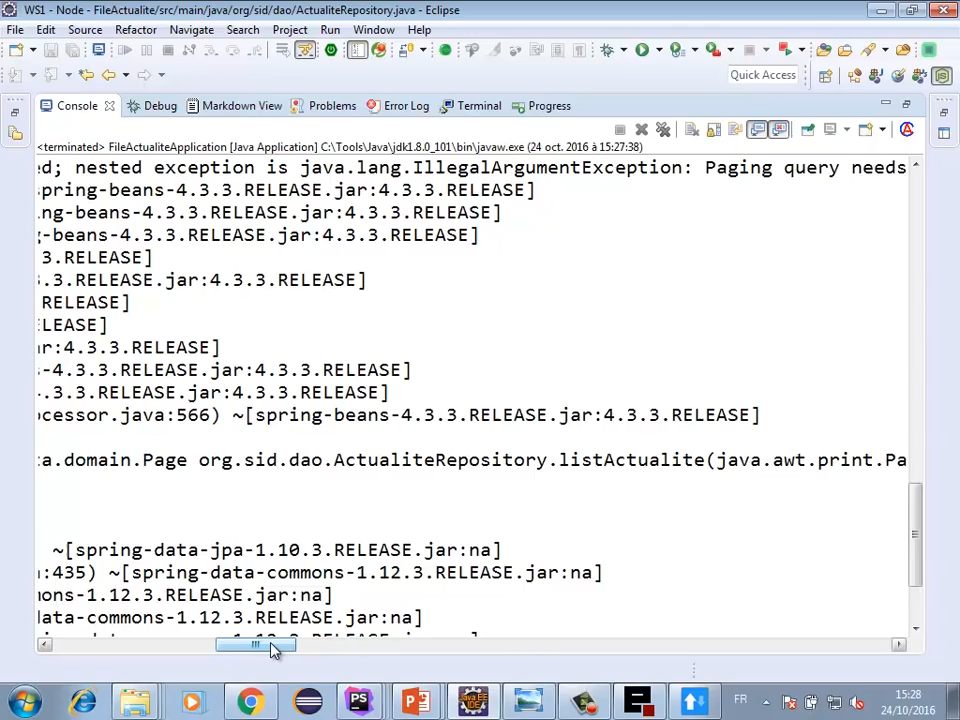 WS1 - Node - FileActualite/src/main/java/org/sid/dao/ActualiteRepository.java - Eclipse
File Edit Source Refactor Navigate Search Project Run Window Help
Quick Access
Console Debug Markdown View Problems Error Log Terminal Progress
<terminated> FileActualiteApplication [Java Application] C:\Tools\Java\jdk1.8.0_101\bin\javaw.exe (24 oct. 2016 à 15:27:38)
ed; nested exception is java.lang.IllegalArgumentException: Paging query needs
spring-beans-4.3.3.RELEASE.jar:4.3.3.RELEASE]
ing-beans-4.3.3.RELEASE.jar:4.3.3.RELEASE]
g-beans-4.3.3.RELEASE.jar:4.3.3.RELEASE]
3.RELEASE]
.3.RELEASE.jar:4.3.3.RELEASE]
RELEASE]
ELEASE]
ar:4.3.3.RELEASE]
s-4.3.3.RELEASE.jar:4.3.3.RELEASE]
4.3.3.RELEASE.jar:4.3.3.RELEASE]
ocessor.java:566) ~[spring-beans-4.3.3.RELEASE.jar:4.3.3.RELEASE]
ta.domain.Page org.sid.dao.ActualiteRepository.listActualite(java.awt.print.Pa
~[spring-data-jpa-1.10.3.RELEASE.jar:na]
a:435) ~[spring-data-commons-1.12.3.RELEASE.jar:na]
mons-1.12.3.RELEASE.jar:na]
data-commons-1.12.3.RELEASE.jar:na]
FR
15:28
24/10/2016